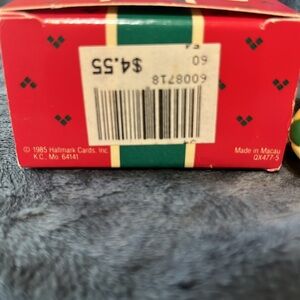 $4.55
60
6008718
© 1985 Hallmark Cards, Inc.
K.C., Mo. 64141
Made in Macau
QX477-5